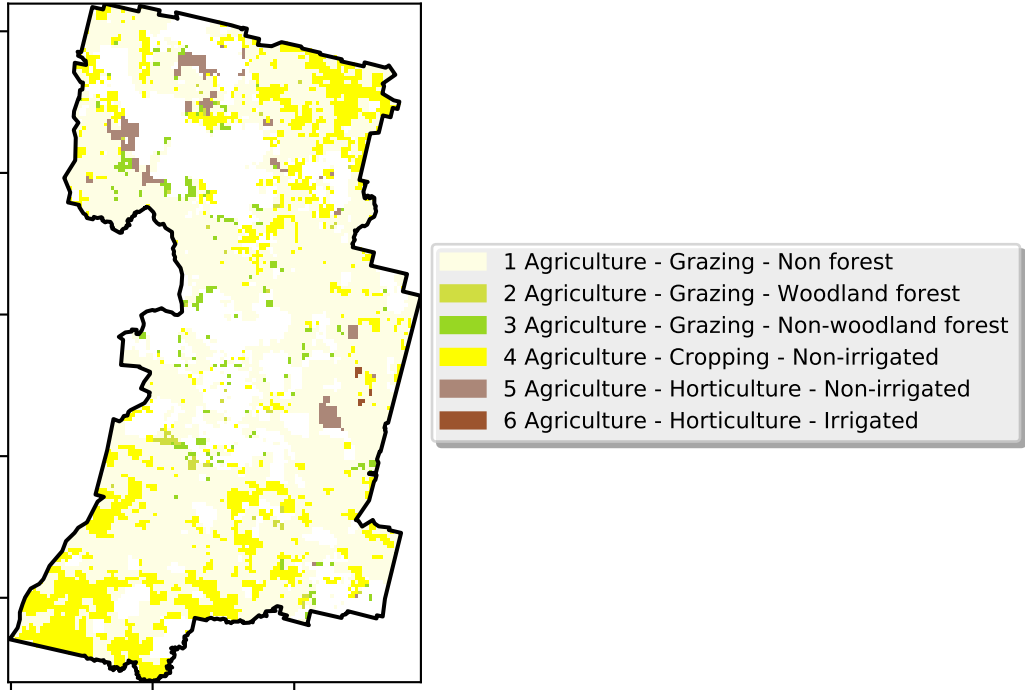 1 Agriculture - Grazing - Non forest
2 Agriculture - Grazing - Woodland forest
3 Agriculture - Grazing - Non-woodland forest
4 Agriculture - Cropping - Non-irrigated
5 Agriculture - Horticulture - Non-irrigated
6 Agriculture - Horticulture - Irrigated